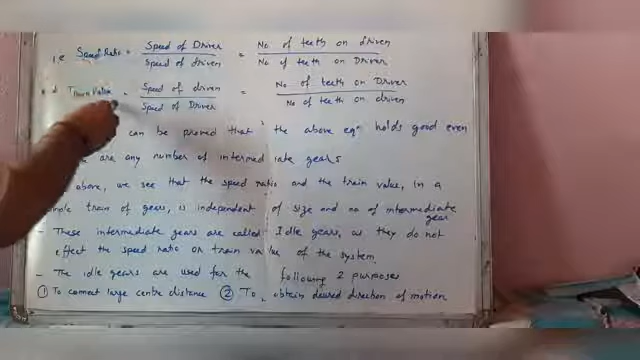 i.e Speed Ratio = Speed of Driver / Speed of driven = No of teeth on driven / No of teeth on Driver
Train Value = Speed of driven / Speed of Driver = No of teeth on Driver / No of teeth on driven
can be proved that the above eqn holds good even
are any number of intermediate gears
above, we see that the speed ratio and the train value, in a
train of gears, is independent of size and no of intermediate
gear
- These intermediate gears are called Idle gears, as they do not
effect the speed ratio or train value of the system
- The idle gears are used for the following 2 purposes
① To connect large centre distance ② To obtain desired direction of motion